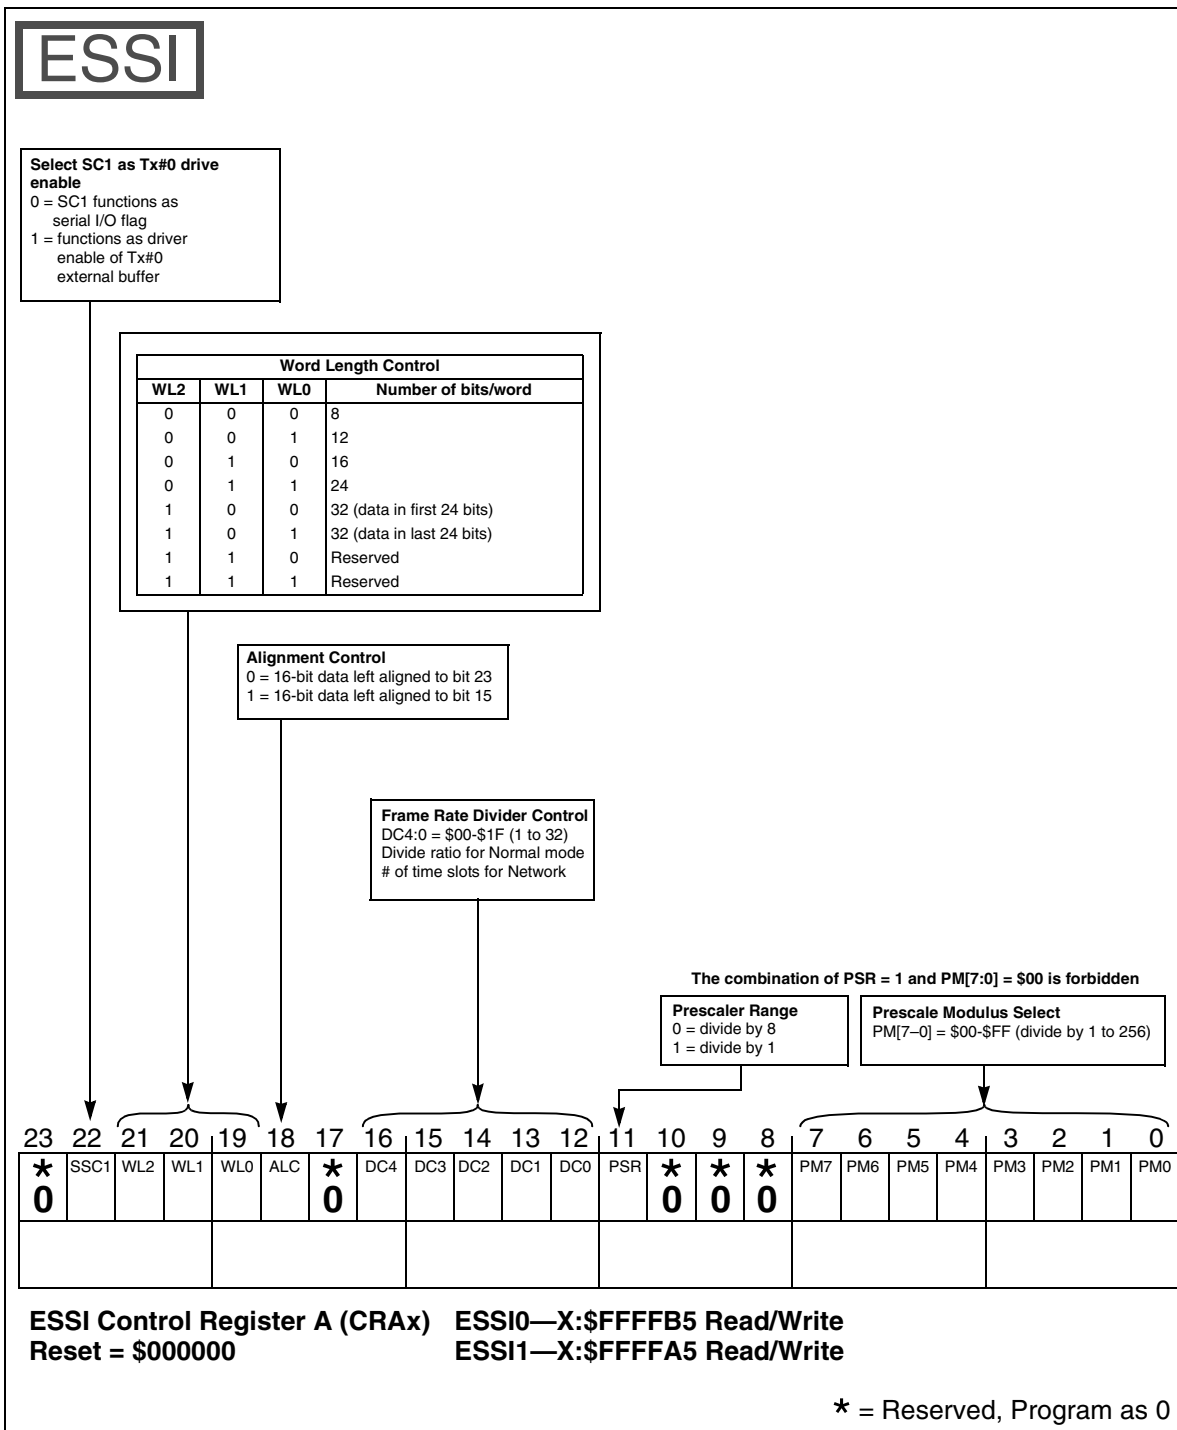 ESSI
Select SC1 as Tx#0 drive
enable
0 = SC1 functions as
serial I/O flag
1 = functions as driver
enable of Tx#0
external buffer
Word Length Control
WL2 WL1 WL0 Number of bits/word
0 0 0 8
0 0 1 12
0 1 0 16
0 1 1 24
1 0 0 32 (data in first 24 bits)
1 0 1 32 (data in last 24 bits)
1 1 0 Reserved
1 1 1 Reserved
Alignment Control
0 = 16-bit data left aligned to bit 23
1 = 16-bit data left aligned to bit 15
Frame Rate Divider Control
DC4:0 = $00-$1F (1 to 32)
Divide ratio for Normal mode
# of time slots for Network
The combination of PSR = 1 and PM[7:0] = $00 is forbidden
Prescaler Range
0 = divide by 8
1 = divide by 1
Prescale Modulus Select
PM[7–0] = $00-$FF (divide by 1 to 256)
23 22 21 20 19 18 17 16 15 14 13 12 11 10 9 8 7 6 5 4 3 2 1 0
* SSC1 WL2 WL1 WL0 ALC * DC4 DC3 DC2 DC1 DC0 PSR * * * PM7 PM6 PM5 PM4 PM3 PM2 PM1 PM0
0 0 0 0 0
ESSI Control Register A (CRAx) ESSI0—X:$FFFFB5 Read/Write
Reset = $000000 ESSI1—X:$FFFFA5 Read/Write
* = Reserved, Program as 0